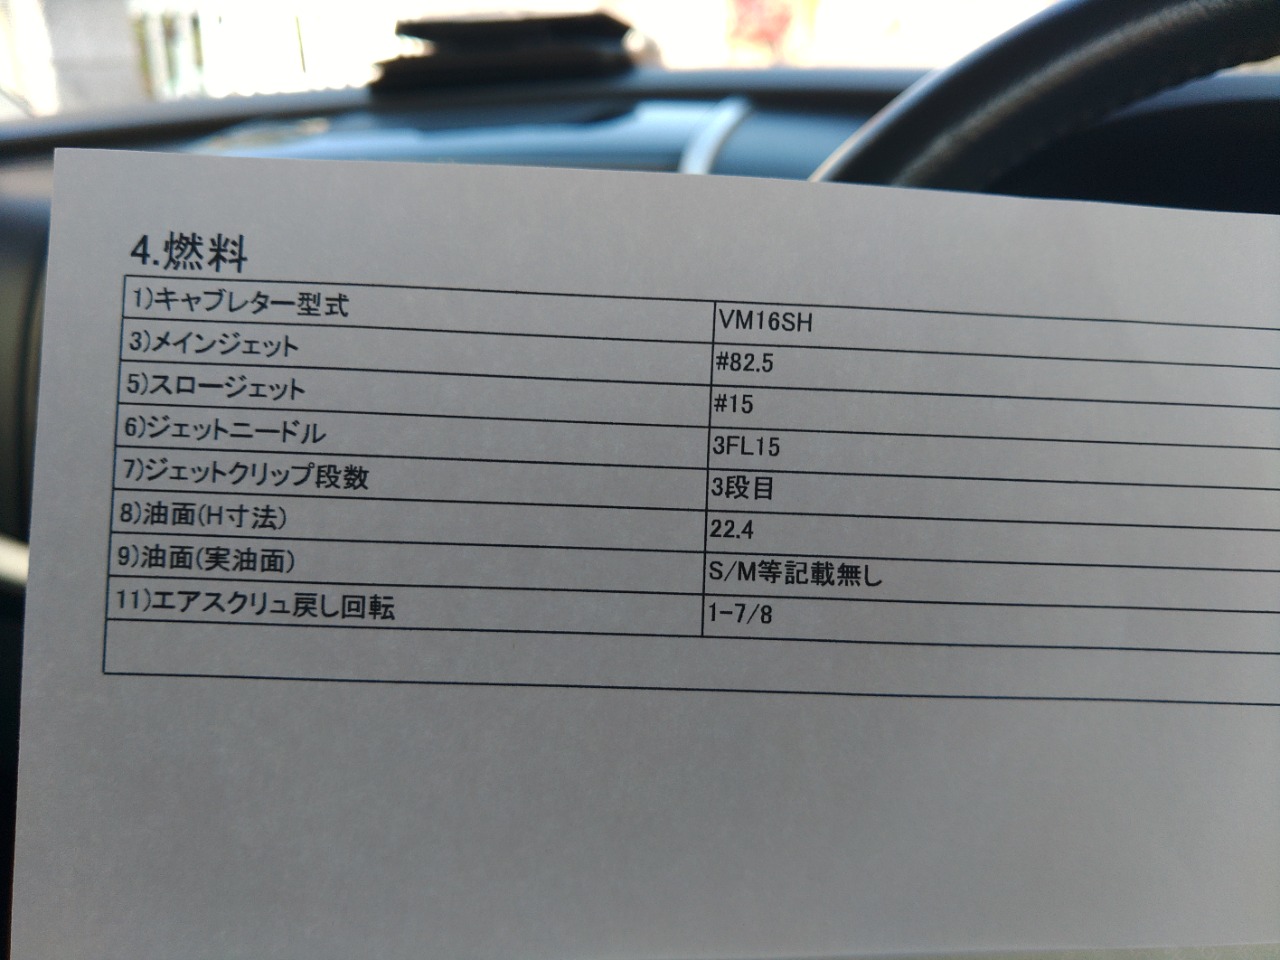 4.燃料
1)キャブレター型式 VM16SH
3)メインジェット #82.5
5)スロージェット #15
6)ジェットニードル 3FL15
7)ジェットクリップ段数 3段目
8)油面(H寸法) 22.4
9)油面(実油面) S/M等記載無し
11)エアスクリュ戻し回転 1-7/8